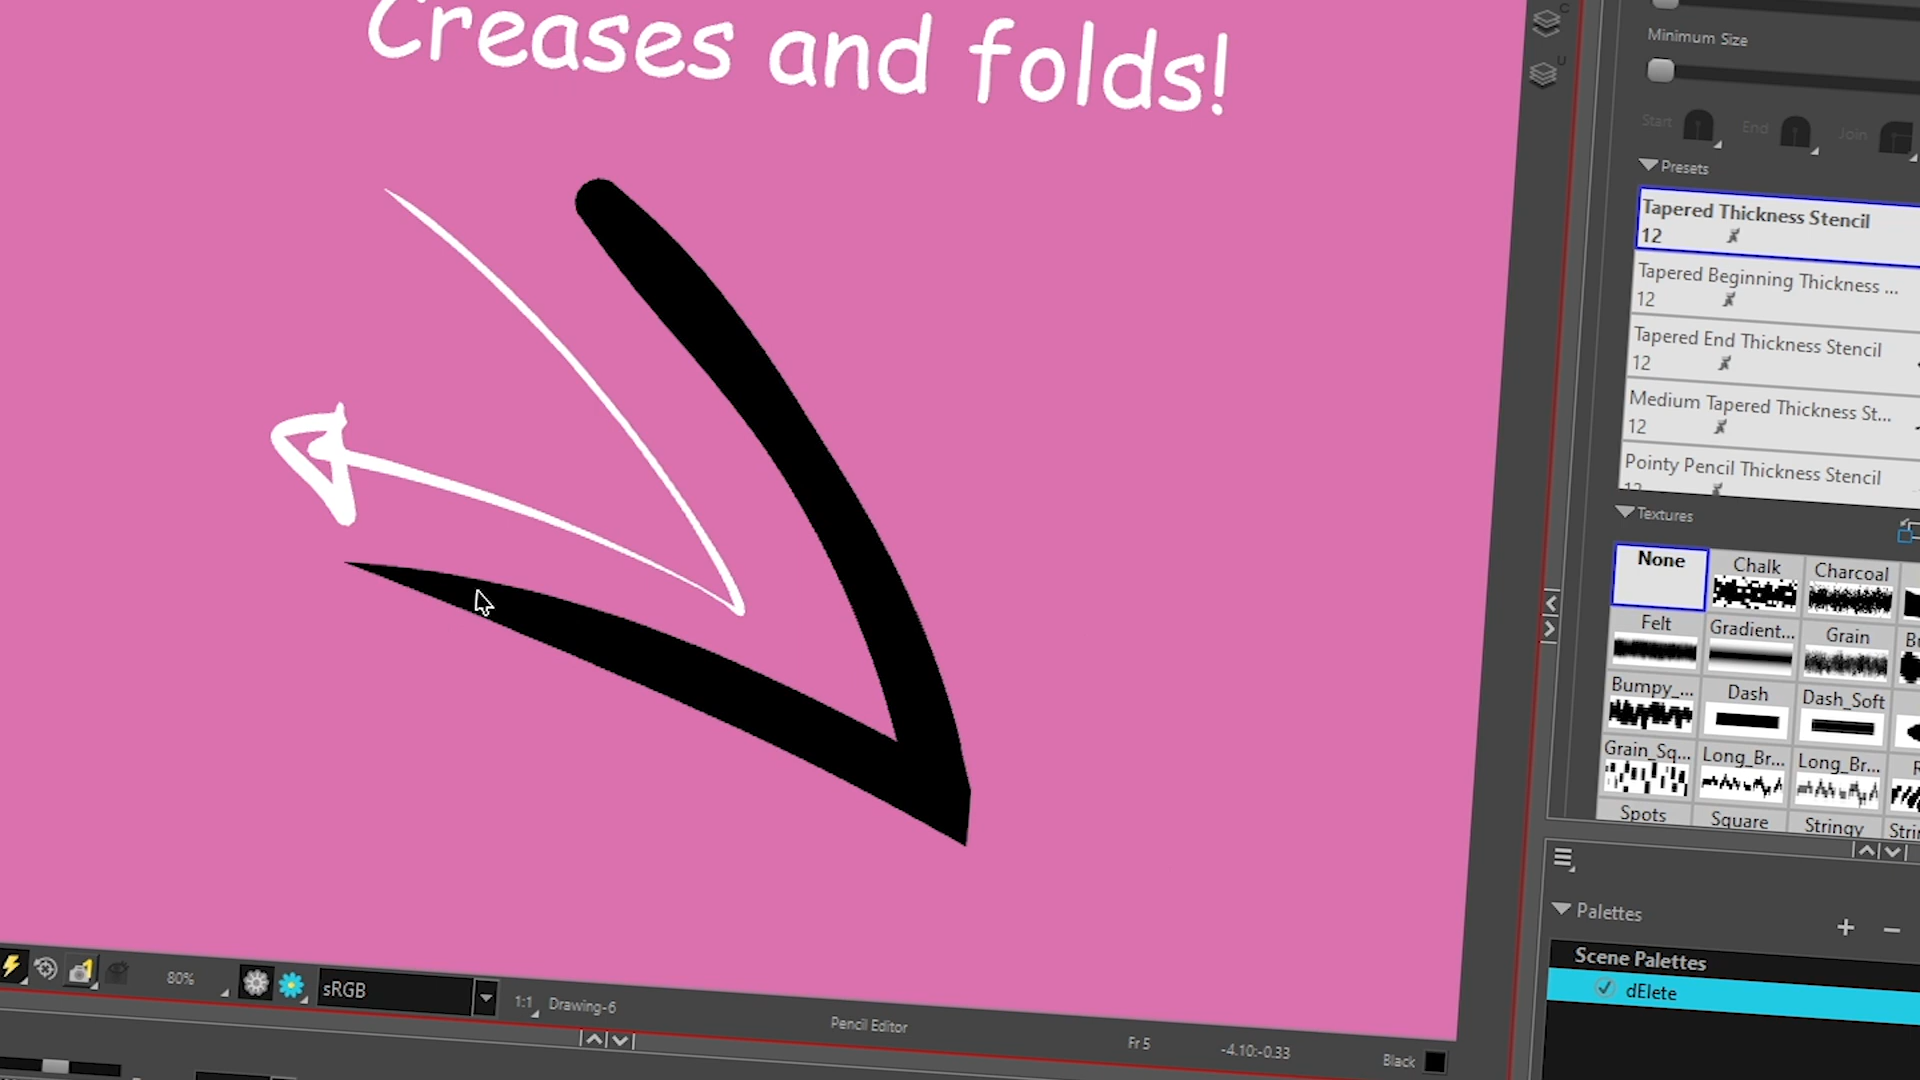 Creases and folds!
C
U
Minimum Size
Start End Join
Presets
Tapered Thickness Stencil
12
Tapered Beginning Thickness ...
12
Tapered End Thickness Stencil
12
Medium Tapered Thickness St...
12
Pointy Pencil Thickness Stencil
12
Textures
None Chalk Charcoal
Felt Gradient... Grain
Bumpy_... Dash Dash_Soft
Grain_Sq... Long_Br... Long_Br...
Spots Square Stringy
Palettes
Scene Palettes
dElete
80% sRGB 1:1 Drawing-6 Pencil Editor Fr 5 -4.10:-0.33 Black